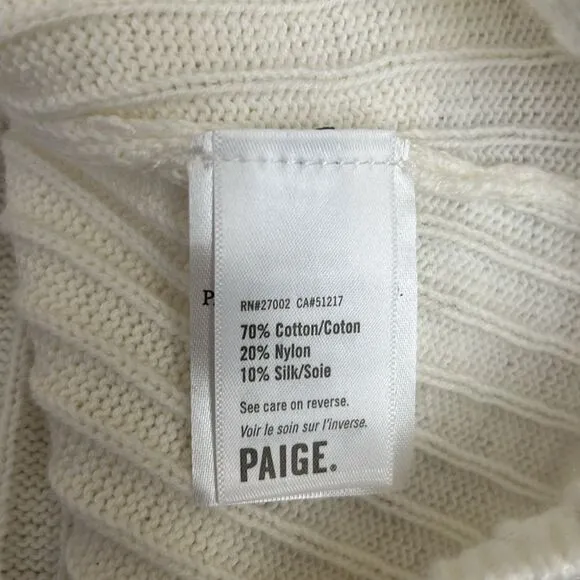 RN#27002 CA#51217
70% Cotton/Coton
20% Nylon
10% Silk/Soie
See care on reverse.
Voir le soin sur l'inverse.
PAIGE.